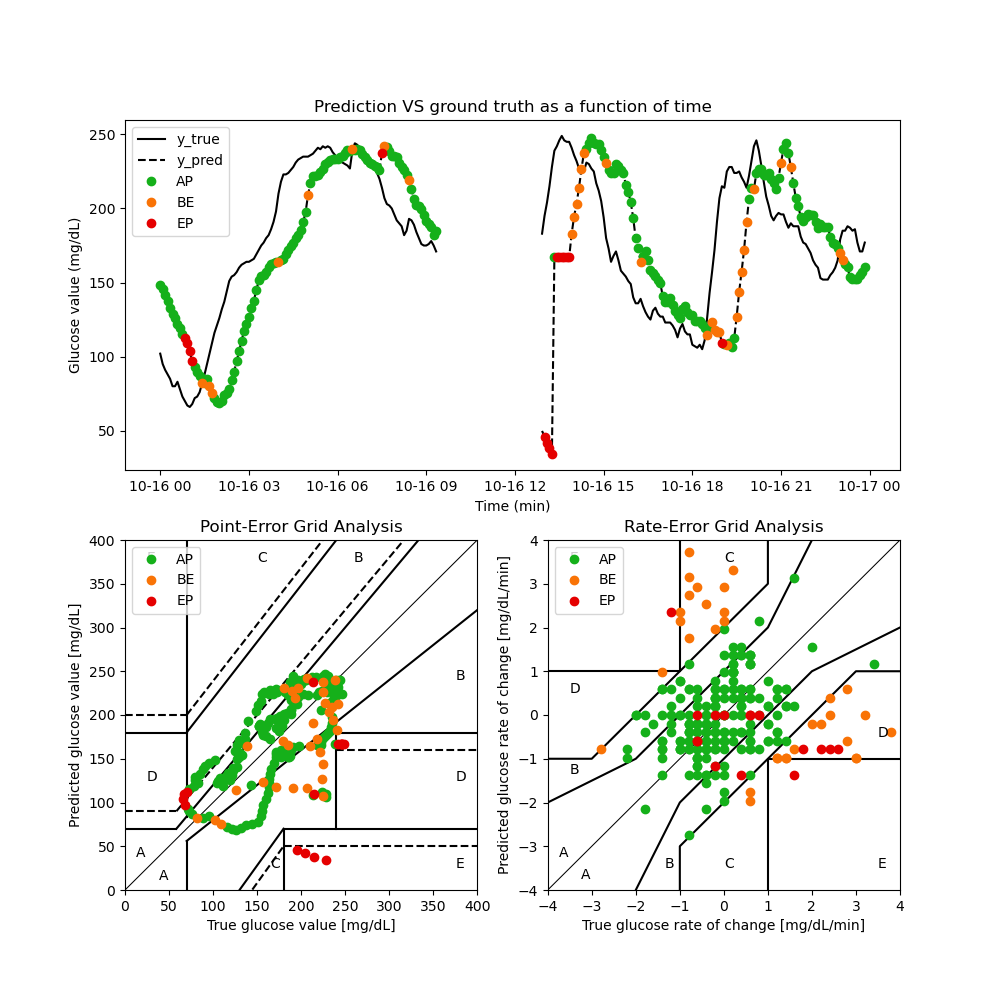 Prediction VS ground truth as a function of time
Glucose value (mg/dL)
250
200
150
100
50
y_true
y_pred
AP
BE
EP
10-16 00 10-16 03 10-16 06 10-16 09 10-16 12 10-16 15 10-16 18 10-16 21 10-17 00
Time (min)
Point-Error Grid Analysis
Predicted glucose value [mg/dL]
400
350
300
250
200
150
100
50
0
AP
BE
EP
C
B
B
D
D
A
A
C
E
0 50 100 150 200 250 300 350 400
True glucose value [mg/dL]
Rate-Error Grid Analysis
Predicted glucose rate of change [mg/dL/min]
4
3
2
1
0
−1
−2
−3
−4
AP
BE
EP
C
D
D
B
A
A
B
C
E
−4 −3 −2 −1 0 1 2 3 4
True glucose rate of change [mg/dL/min]